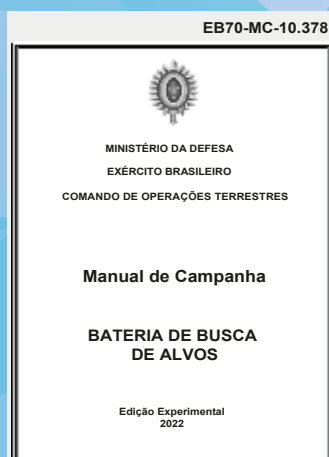 EB70-MC-10.378
MINISTÉRIO DA DEFESA
EXÉRCITO BRASILEIRO
COMANDO DE OPERAÇÕES TERRESTRES
Manual de Campanha
BATERIA DE BUSCA
DE ALVOS
Edição Experimental
2022